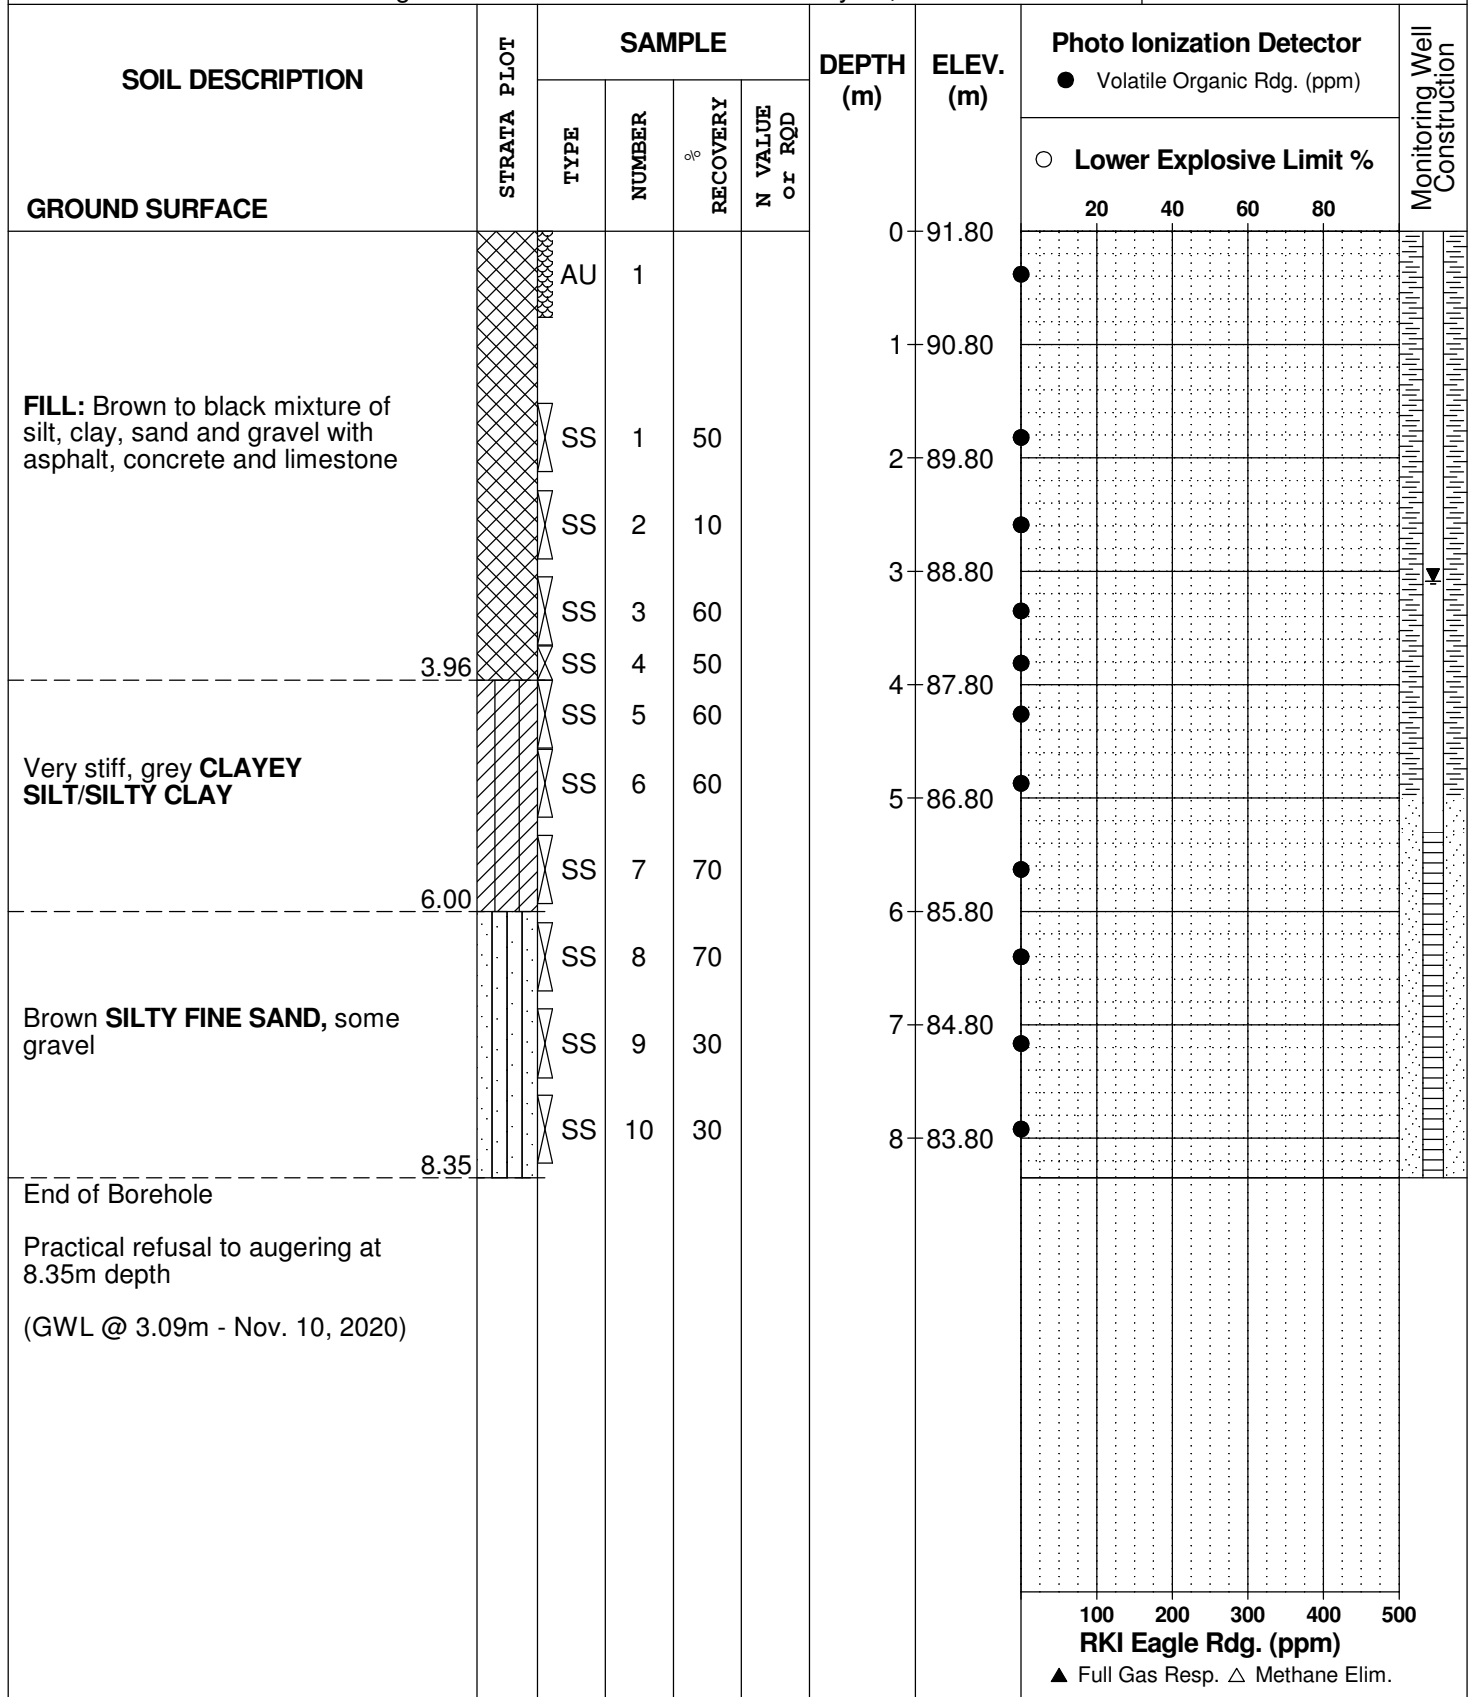 SOIL DESCRIPTION
GROUND SURFACE
STRATA PLOT
SAMPLE
TYPE
NUMBER
%
RECOVERY
N VALUE
or RQD
DEPTH
(m)
ELEV.
(m)
Photo Ionization Detector
● Volatile Organic Rdg. (ppm)
○ Lower Explosive Limit %
20 40 60 80
Monitoring Well
Construction
0 91.80
AU 1
1 90.80
FILL: Brown to black mixture of
silt, clay, sand and gravel with
asphalt, concrete and limestone
SS 1 50
2 89.80
SS 2 10
3 88.80
SS 3 60
3.96
SS 4 50
4 87.80
SS 5 60
Very stiff, grey CLAYEY
SILT/SILTY CLAY
SS 6 60
5 86.80
SS 7 70
6.00
6 85.80
SS 8 70
Brown SILTY FINE SAND, some
gravel
7 84.80
SS 9 30
SS 10 30
8 83.80
8.35
End of Borehole
Practical refusal to augering at
8.35m depth
(GWL @ 3.09m - Nov. 10, 2020)
100 200 300 400 500
RKI Eagle Rdg. (ppm)
▲ Full Gas Resp. △ Methane Elim.